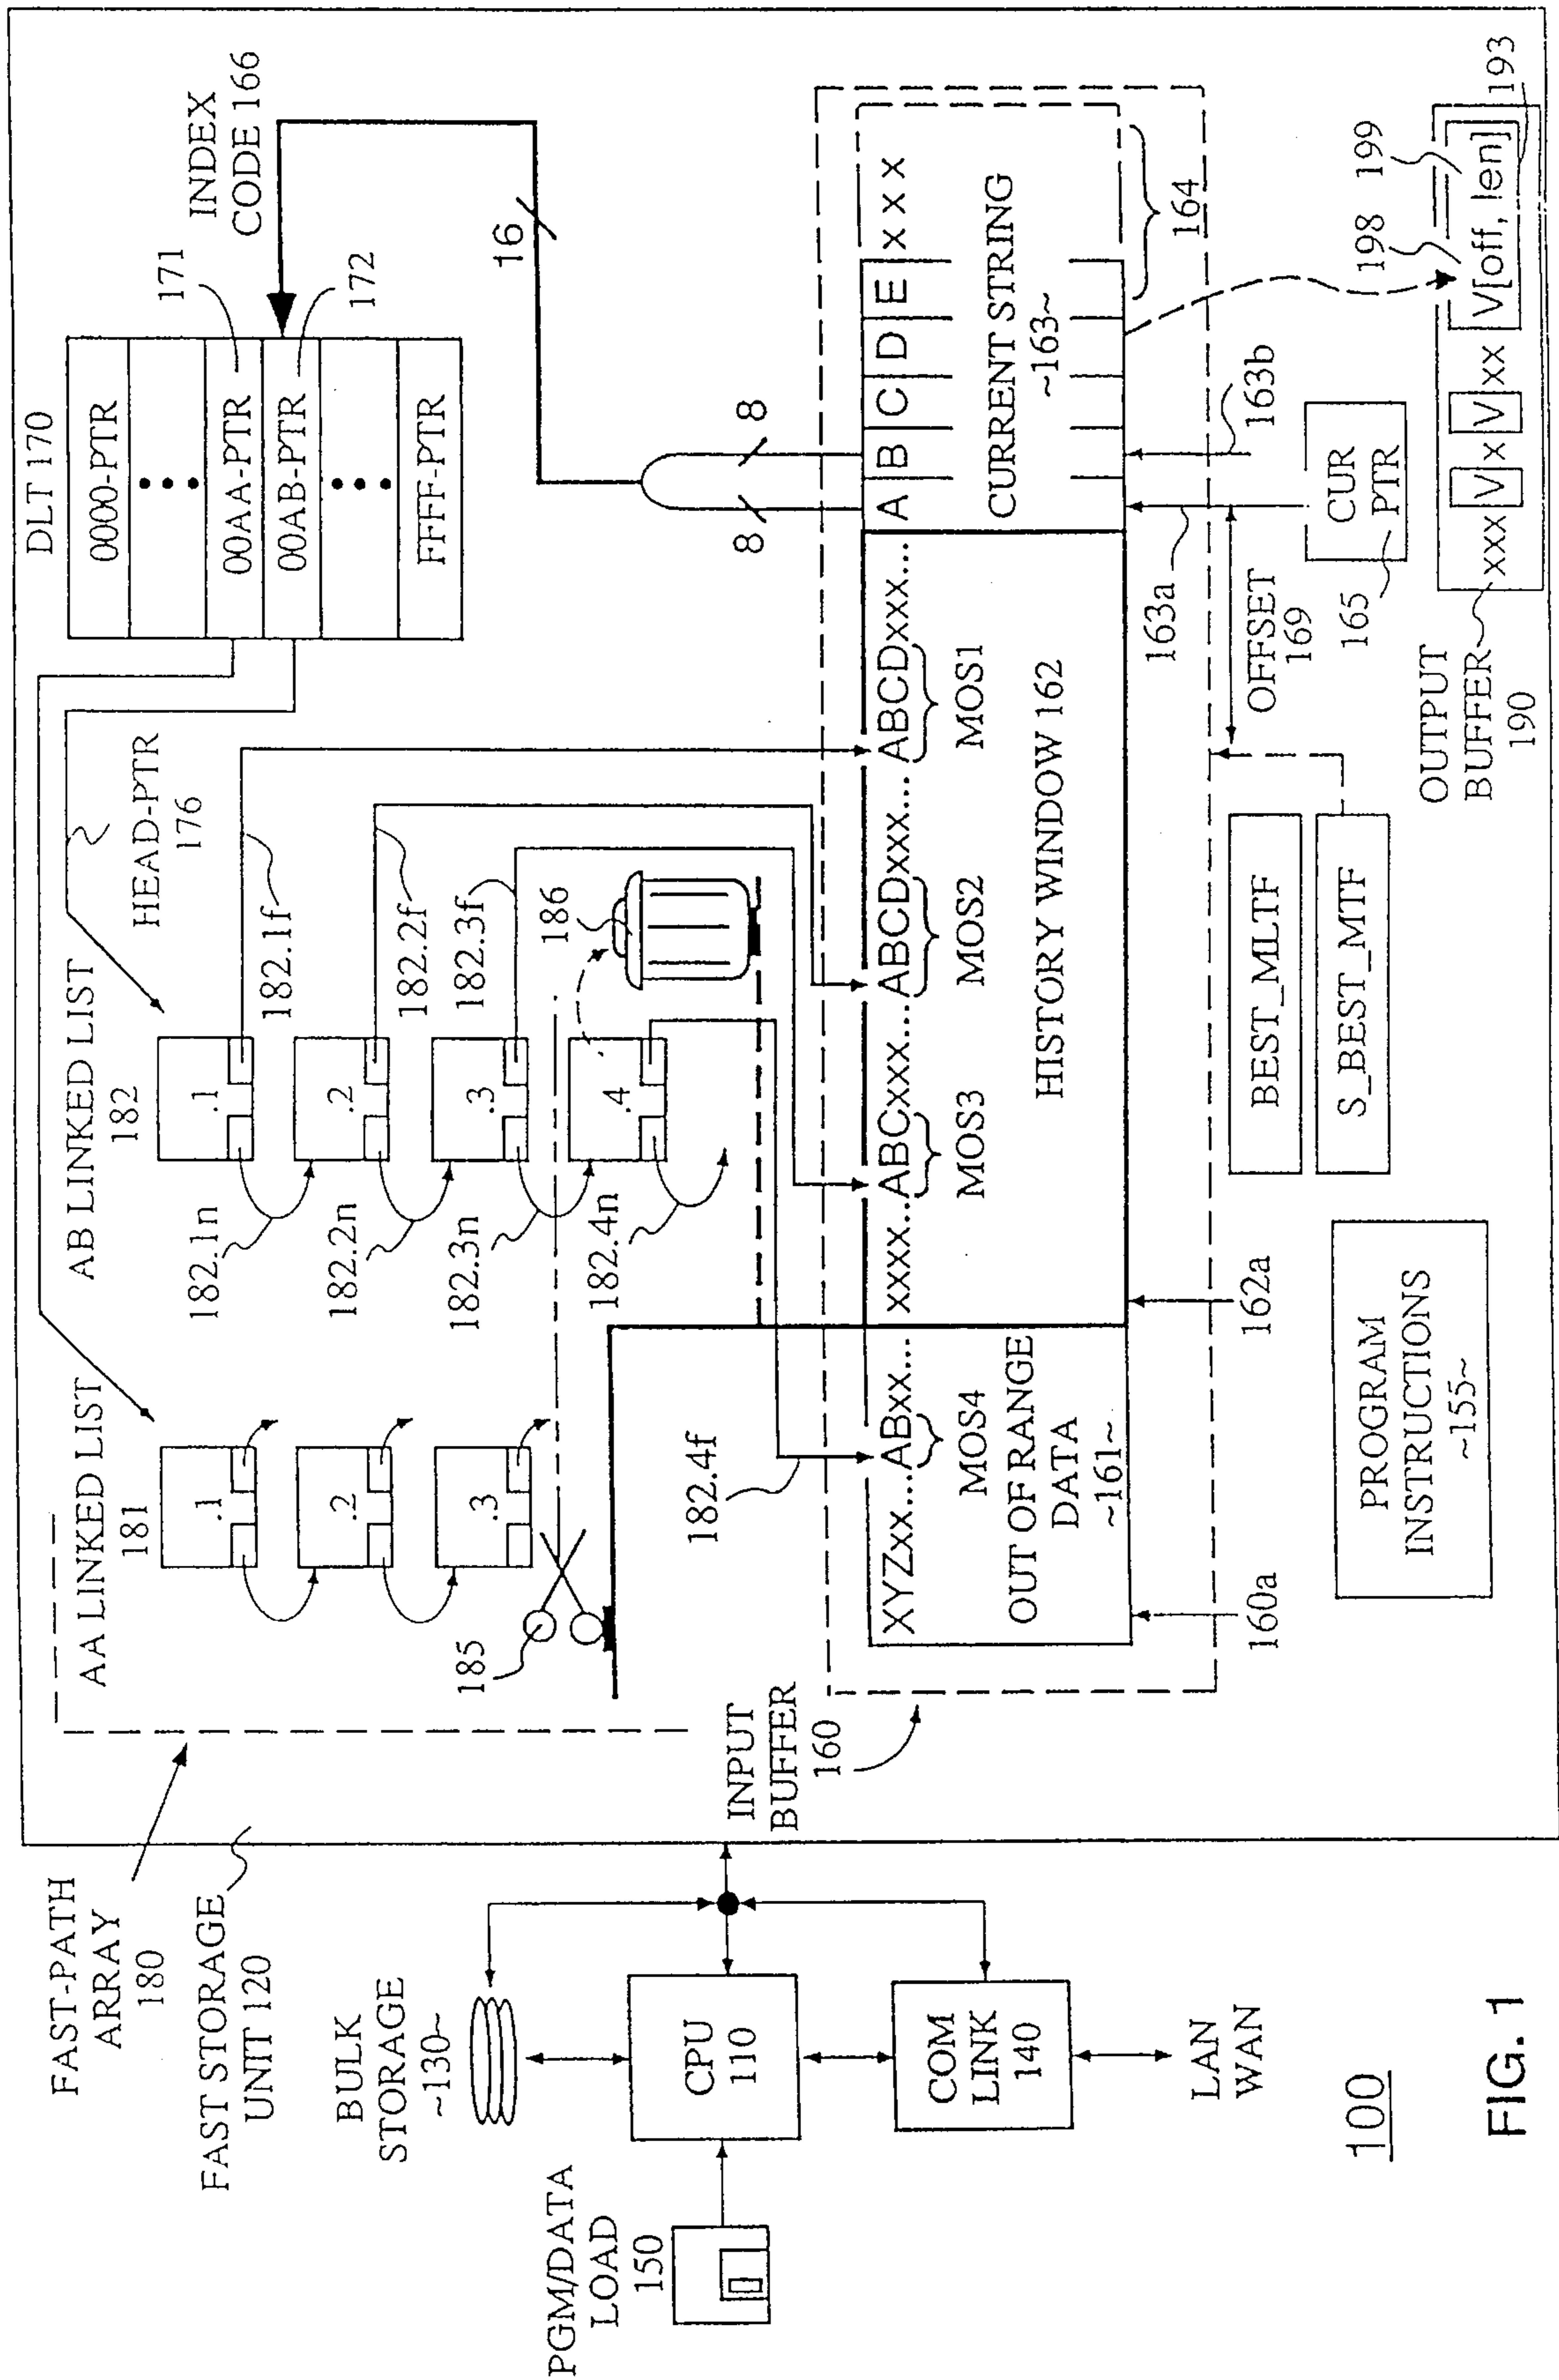 FAST-PATH
ARRAY
180
FAST STORAGE
UNIT 120
BULK
STORAGE
~130~
CPU
110
COM
LINK
140
LAN
WAN
PGM/DATA
LOAD
150
100
FIG. 1
AA LINKED LIST
181
.1
.2
.3
185
AB LINKED LIST
182
.1
.2
.3
.4
182.1n
182.2n
182.3n
182.4n
HEAD-PTR
176
182.1f
182.2f
182.3f
182.4f
186
DLT 170
0000-PTR
00AA-PTR
00AB-PTR
FFFF-PTR
171
172
INDEX
CODE 166
16
8
8
INPUT
BUFFER
160
XYZxx...ABxx...
MOS4
OUT OF RANGE
DATA
~161~
160a
xxxx...ABCxxx....ABCDxxx....ABCDxxx...
MOS3
MOS2
MOS1
HISTORY WINDOW 162
162a
A B C D E x x x
CURRENT STRING
~163~
164
163a
163b
OFFSET
169
CUR
PTR
165
BEST_MLTF
S_BEST_MTF
PROGRAM
INSTRUCTIONS
~155~
OUTPUT
BUFFER
190
xxx V x V xx V[off, len]
198
199
193